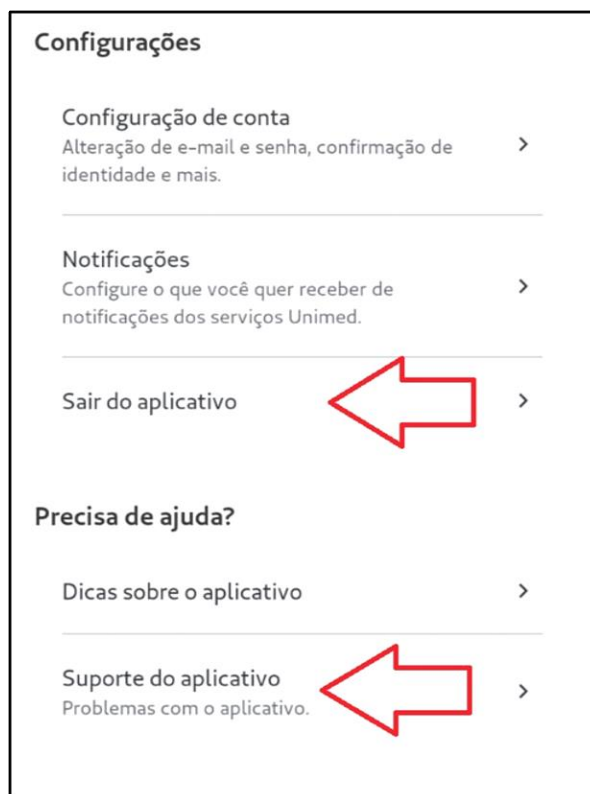 Configurações
Configuração de conta
Alteração de e-mail e senha, confirmação de
identidade e mais.
Notificações
Configure o que você quer receber de
notificações dos serviços Unimed.
Sair do aplicativo
Precisa de ajuda?
Dicas sobre o aplicativo
Suporte do aplicativo
Problemas com o aplicativo.